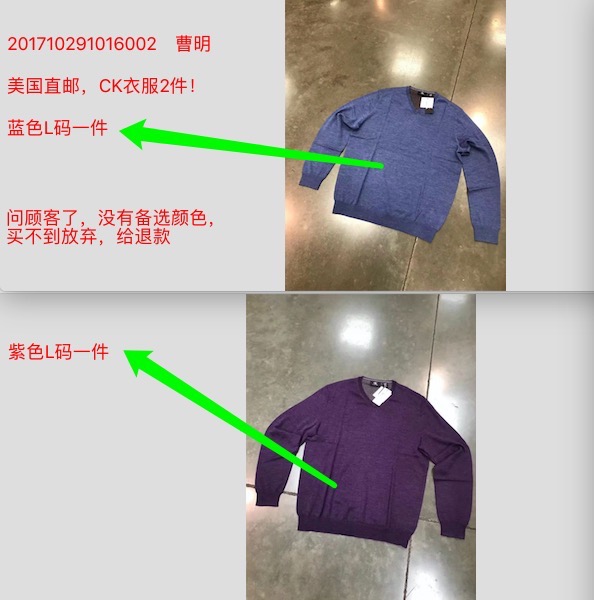 201710291016002 曹明
美国直邮，CK衣服2件！
蓝色L码一件
问顾客了，没有备选颜色，
买不到放弃，给退款
紫色L码一件